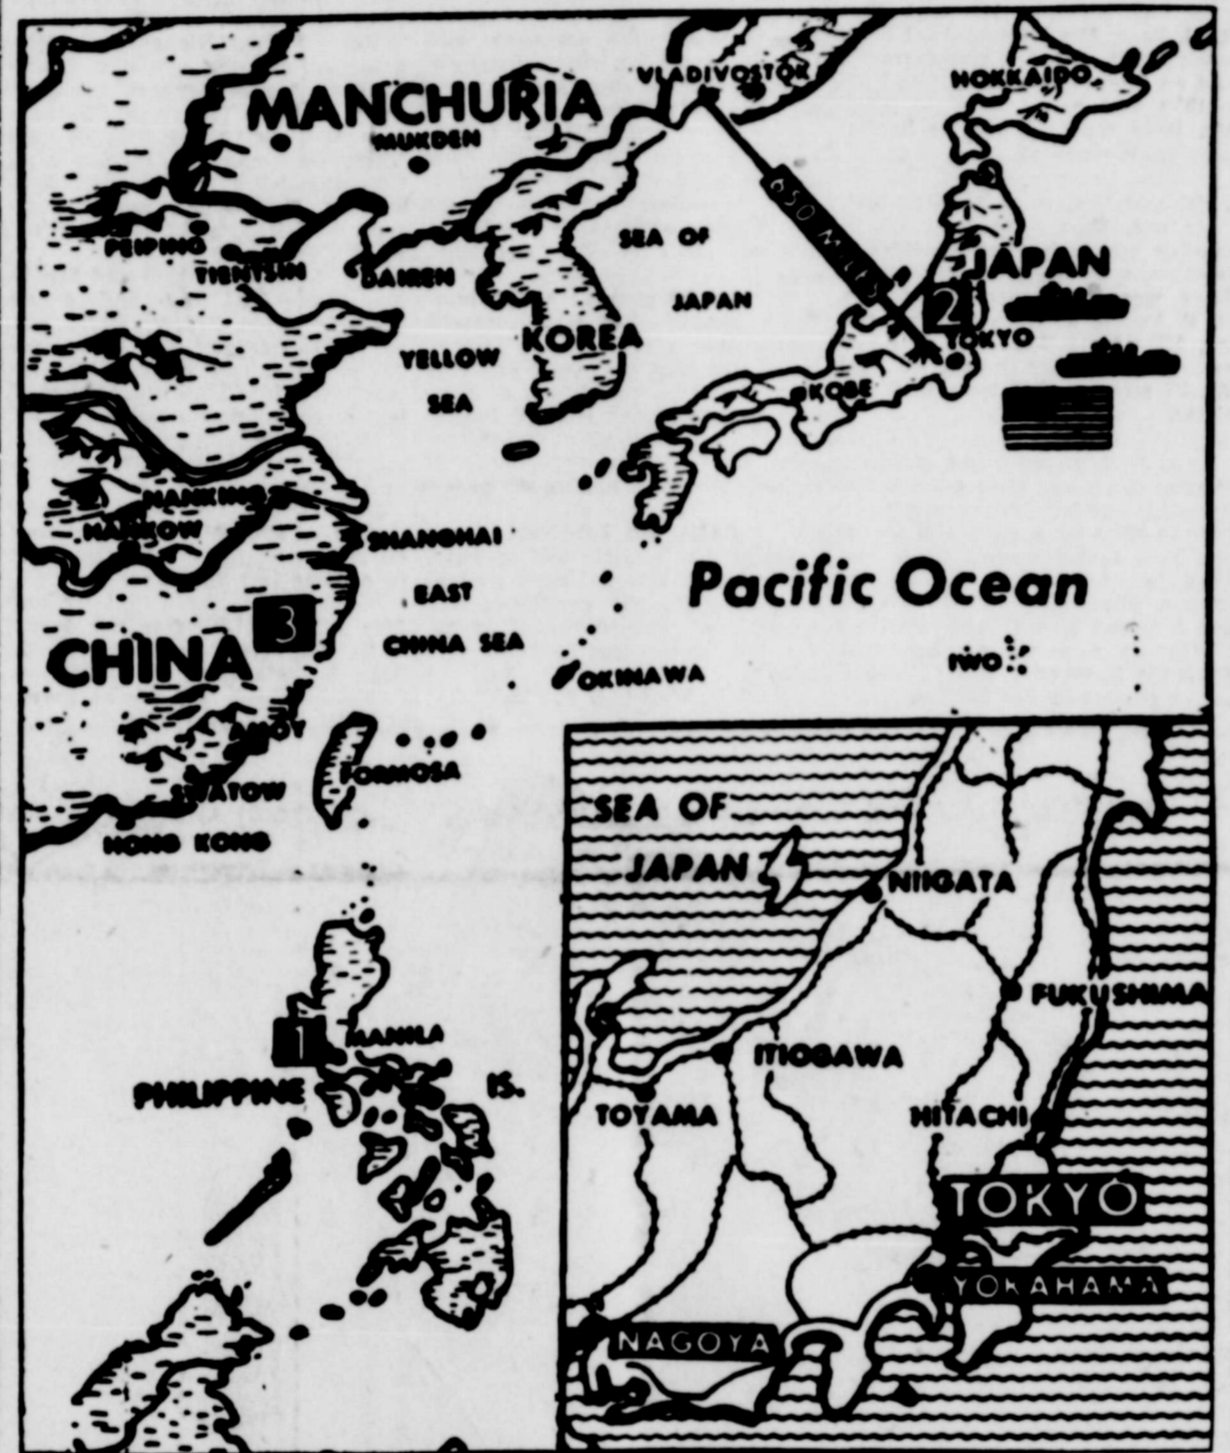 VLADIVOSTOK
HOKKAIDO
MANCHURIA
MUKDEN
650 MILES
SEA OF
JAPAN
PEIPING
TIENTSIN
DAIREN
JAPAN
2
KOREA
TOKYO
YELLOW
SEA
KOBE
NANKING
HANKOW
SHANGHAI
Pacific Ocean
EAST
CHINA SEA
3
CHINA
IWO
OKINAWA
AMOY
FORMOSA
SWATOW
HONG KONG
1
MANILA
PHILIPPINE IS.
SEA OF
JAPAN
NIIGATA
FUKUSHIMA
ITIOGAWA
TOYAMA
HITACHI
TOKYO
YOKAHAMA
NAGOYA